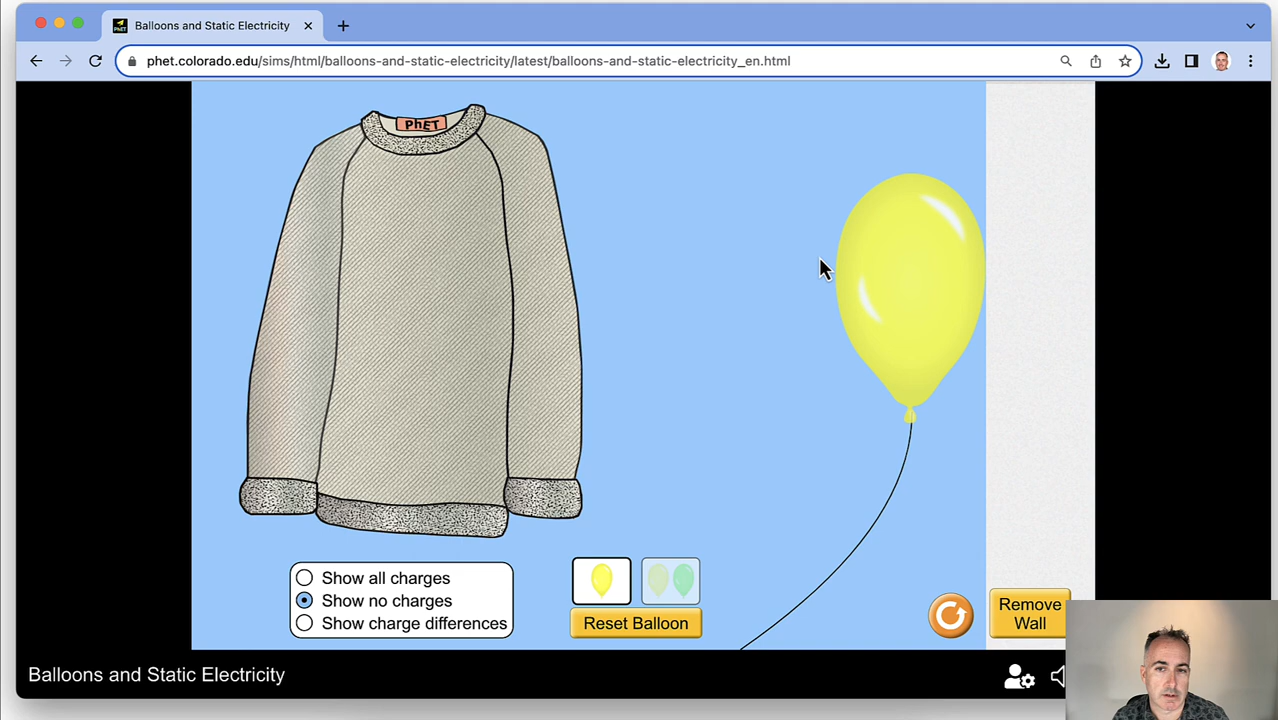 Balloons and Static Electricity
phet.colorado.edu/sims/html/balloons-and-static-electricity/latest/balloons-and-static-electricity_en.html
PhET
Show all charges
Show no charges
Show charge differences
Reset Balloon
Remove
Wall
Balloons and Static Electricity